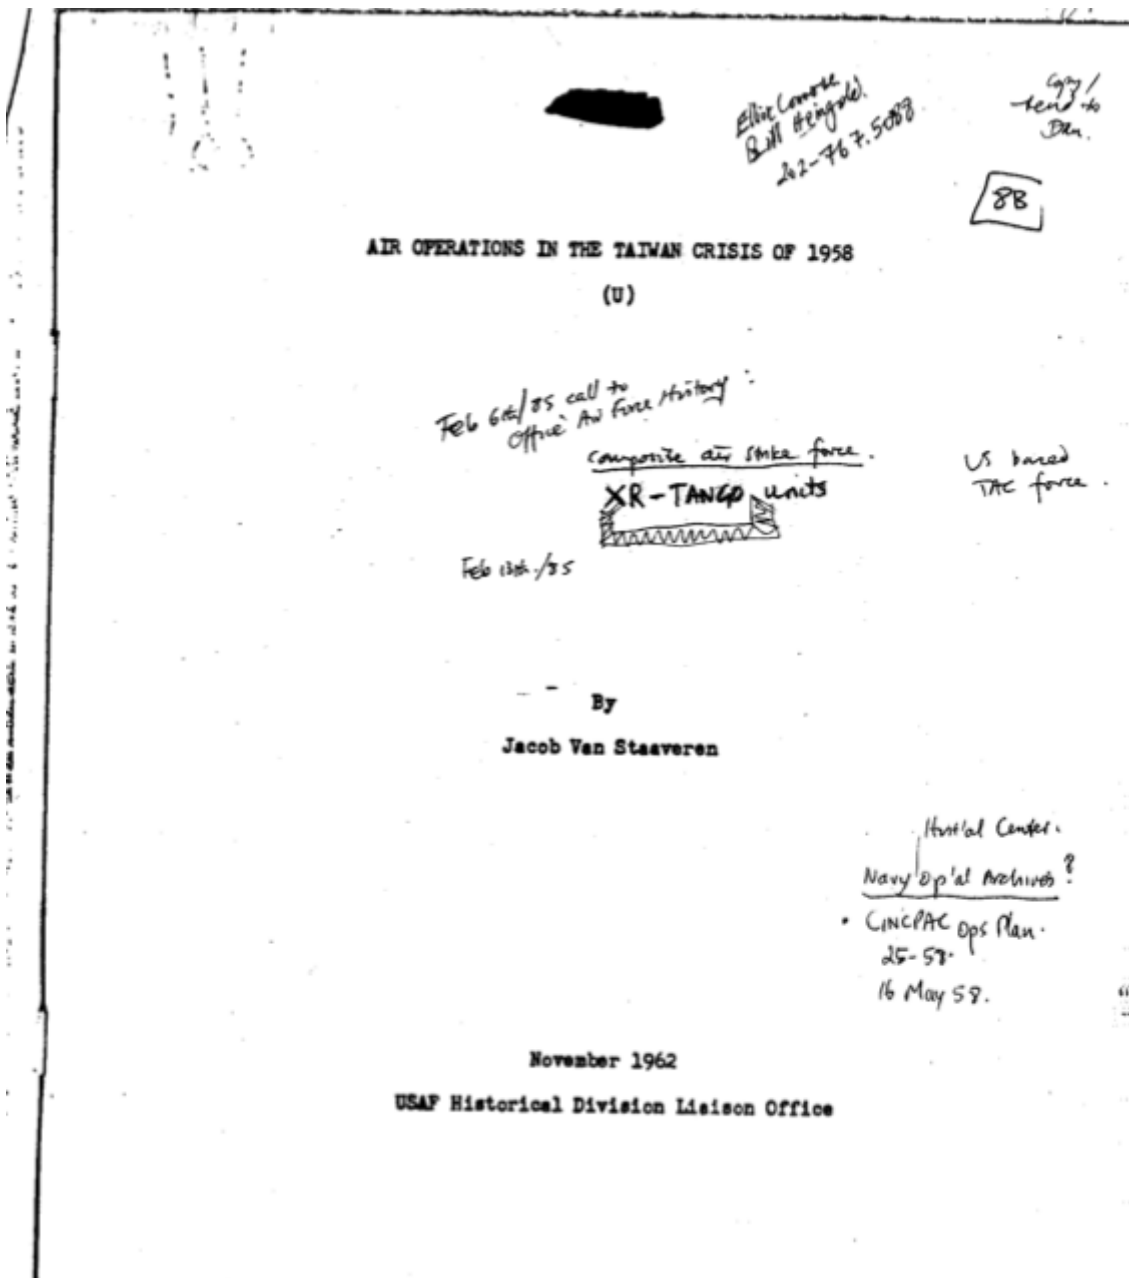 Bill Heingold.
202-767.5088
Copy /
send to
Dan.
8B
AIR OPERATIONS IN THE TAIWAN CRISIS OF 1958
(U)
Feb 6th/85 call to
Office Air Force History :
composite air strike force.
XR-TANGO units
US based
TAC force.
Feb 13th/85
By
Jacob Van Staaveren
Hist'al Center.
Navy Op'al Archives ?
• CINCPAC Ops Plan.
25-58.
16 May 58.
November 1962
USAF Historical Division Liaison Office